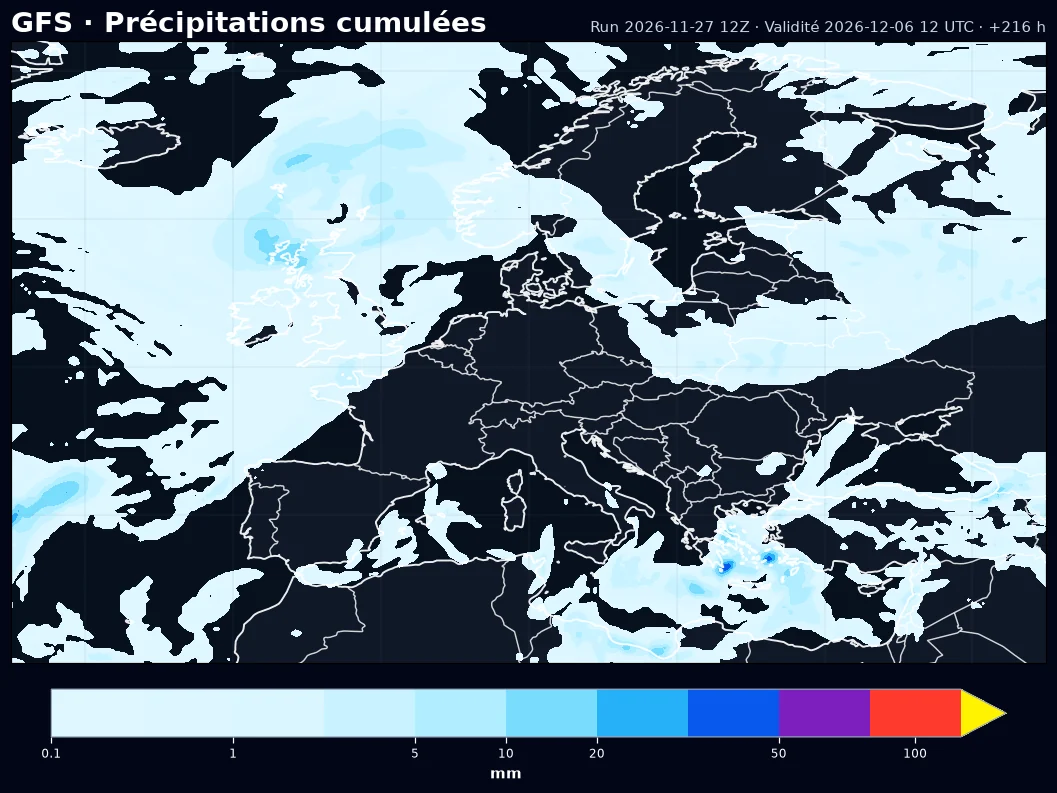 GFS · Précipitations cumulées
Run 2026-11-27 12Z · Validité 2026-12-06 12 UTC · +216 h
0.1 1 5 10 20 50 100
mm